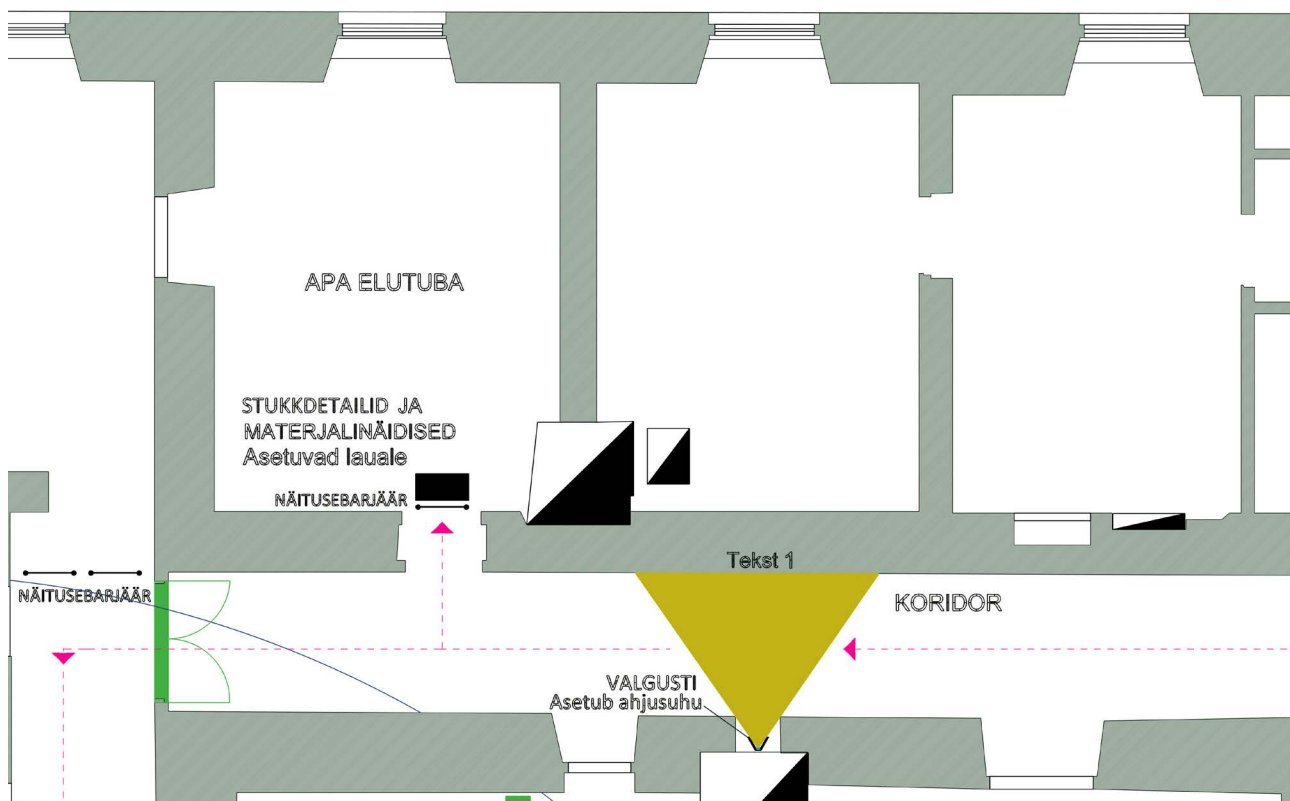 APA ELUTUBA
STUKKDETAILID JA
MATERJALINÄIDISED
Asetuvad lauale
NÄITUSEBARJÄÄR
Tekst 1
NÄITUSEBARJÄÄR
KORIDOR
VALGUSTI
Asetub ahjusuhu